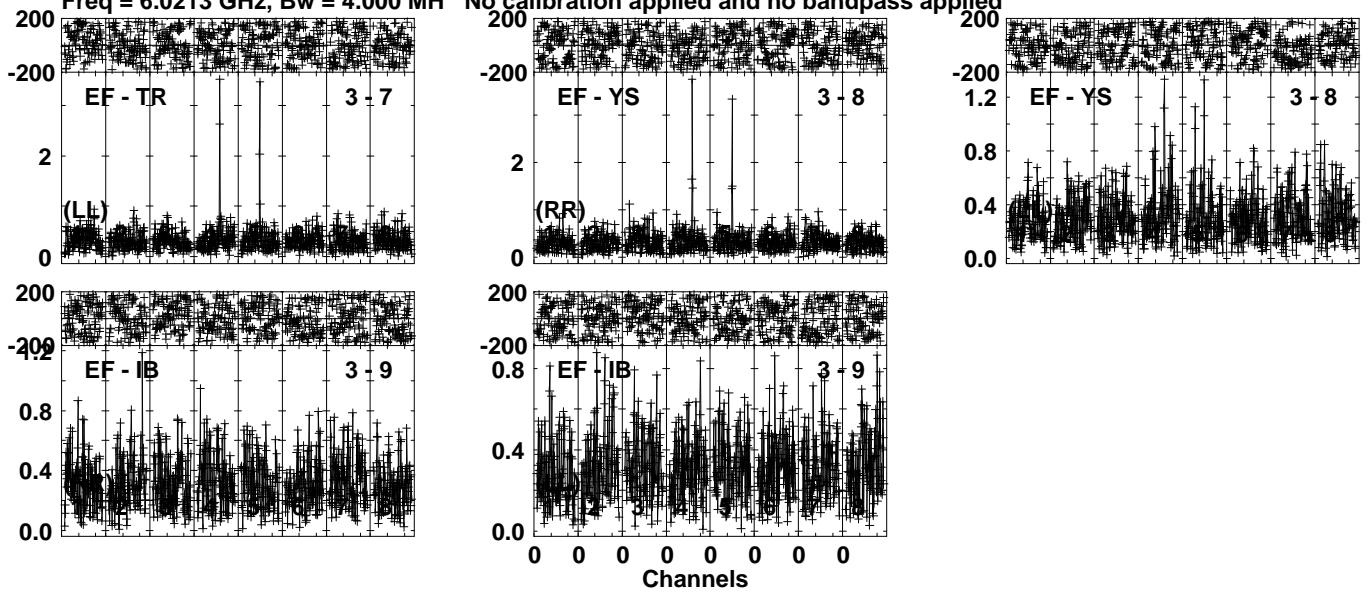 Freq = 6.0213 GHz, Bw = 4.000 MH No calibration applied and no bandpass applied
200
-200
EF - TR 3 - 7
2
(LL)
0
200
-200
EF - YS 3 - 8
2
(RR)
0
200
-200
EF - YS 3 - 8
1.2
0.8
0.4
0.0
200
-200
1.2
EF - IB 3 - 9
0.8
0.4
0.0
200
-200
EF - IB 3 - 9
0.8
0.4
0.0
0 0 0 0 0 0 0 0
Channels